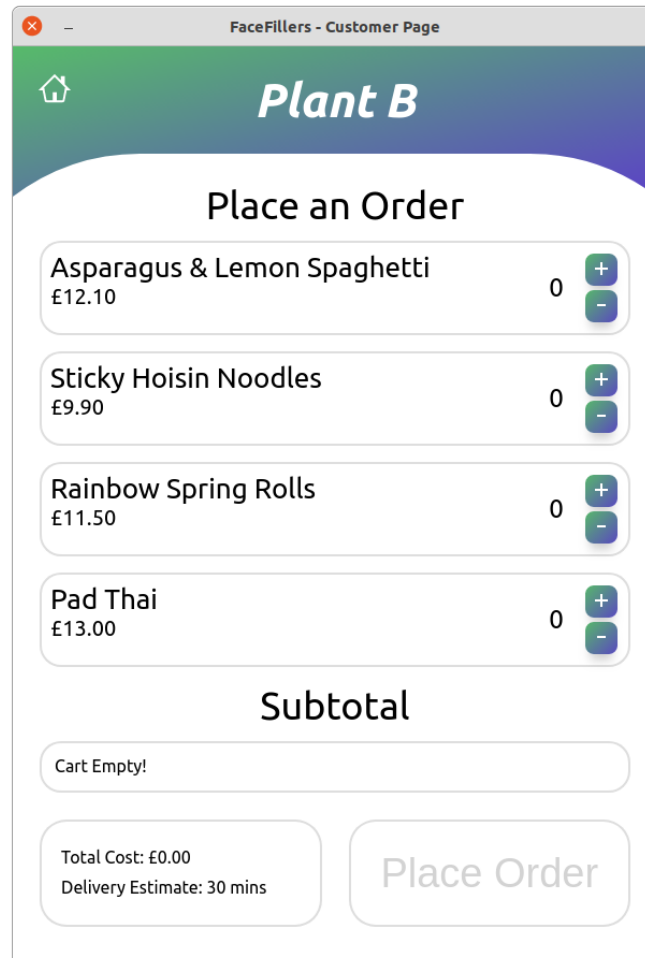 FaceFillers - Customer Page
Plant B
Place an Order
Asparagus & Lemon Spaghetti
£12.10
0
+
-
Sticky Hoisin Noodles
£9.90
0
+
-
Rainbow Spring Rolls
£11.50
0
+
-
Pad Thai
£13.00
0
+
-
Subtotal
Cart Empty!
Total Cost: £0.00
Delivery Estimate: 30 mins
Place Order